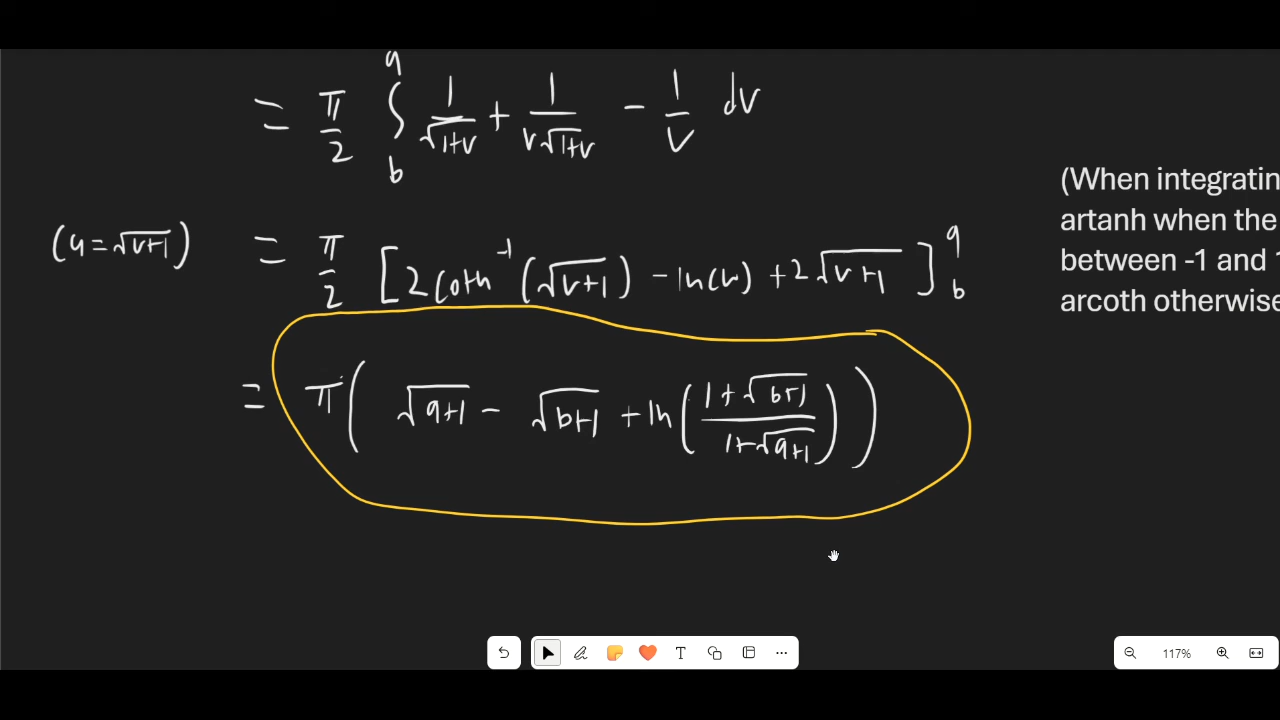 = π/2 ∫_b^a 1/√(1+v) + 1/(v√(1+v)) − 1/v dv
(When integratin
artanh when the
between -1 and 1
arcoth otherwise
(u=√(v+1)) = π/2 [2coth⁻¹(√(v+1)) − ln(v) + 2√(v+1)]_b^a
= π(√(a+1) − √(b+1) + ln((1+√(b+1))/(1+√(a+1))))
T
117%